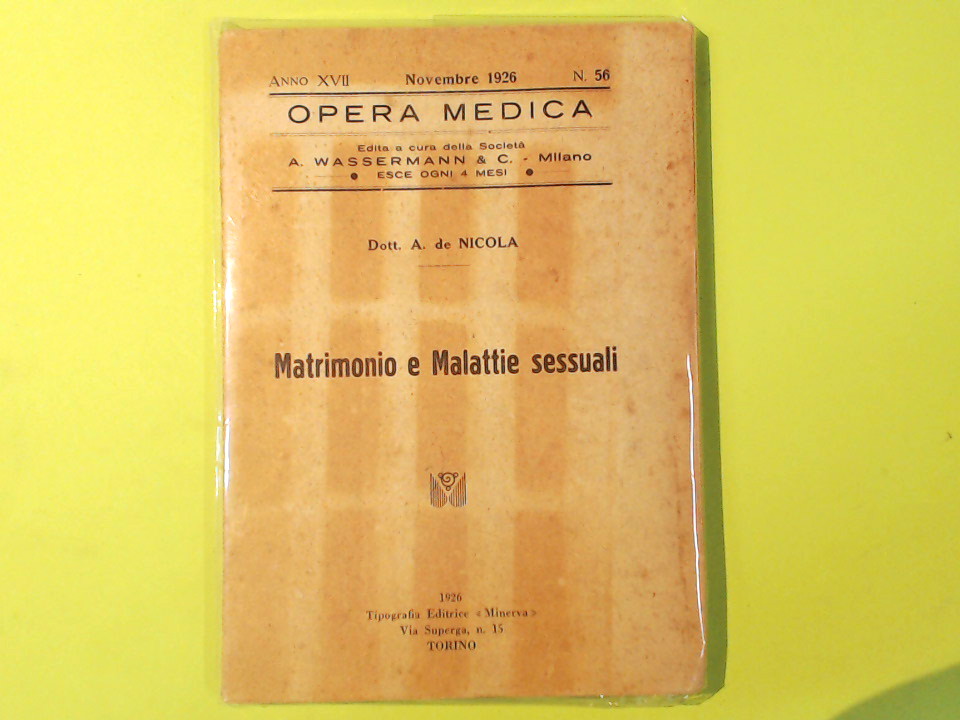 ANNO XVII Novembre 1926 N. 56
OPERA MEDICA
Edita a cura della Società
A. WASSERMANN & C. - Milano
● ESCE OGNI 4 MESI ●
Dott. A. de NICOLA
Matrimonio e Malattie sessuali
1926
Tipografia Editrice «Minerva»
Via Superga, n. 15
TORINO